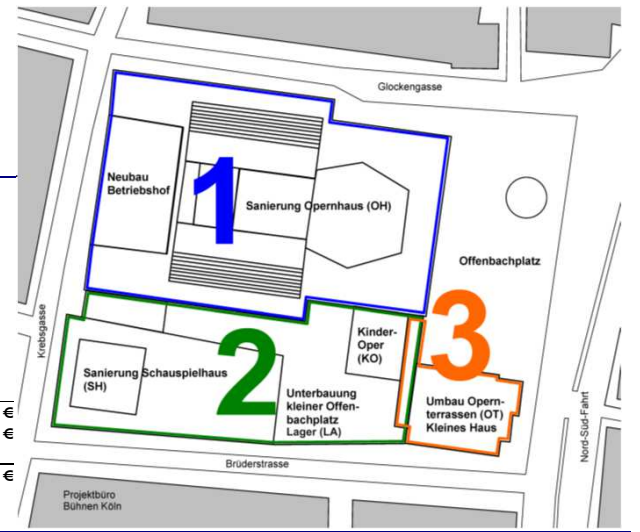 Glockengasse
Neubau
Betriebshof
1
Sanierung Opernhaus (OH)
Offenbachplatz
Krebsgasse
3
Kinder-
Oper
(KO)
2
Sanierung Schauspielhaus
(SH)
Unterbauung
kleiner Offen-
bachplatz
Lager (LA)
Umbau Opern-
terrassen (OT)
Kleines Haus
Nord-Süd-Fahrt
€
€
€
Brüderstrasse
Projektbüro
Bühnen Köln